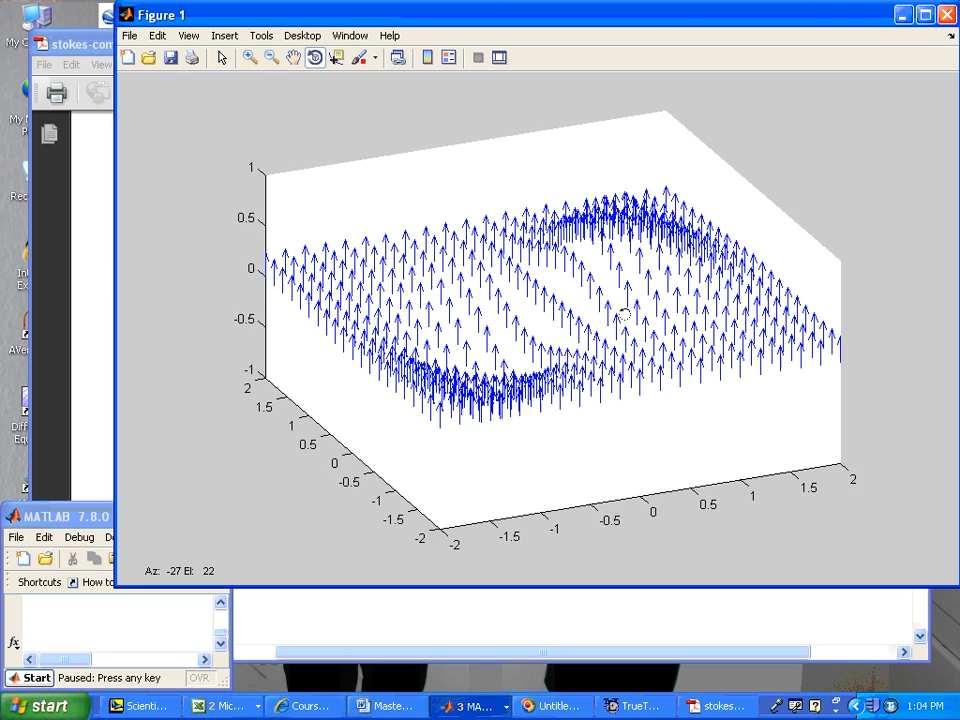 Figure 1
File Edit View Insert Tools Desktop Window Help
stokes-com
File Edit View
1
0.5
0
-0.5
-1
2
1.5
1
0.5
0
-0.5
-1
-1.5
-2
-2
-1.5
-1
-0.5
0
0.5
1
1.5
2
Az: -27 El: 22
MATLAB 7.8.0
File Edit Debug
Shortcuts How to
fx
Start Paused: Press any key OVR
start Scienti... 2 Mic... Cours... Maste... 3 MA... Untitle... TrueT... stokes... 1:04 PM